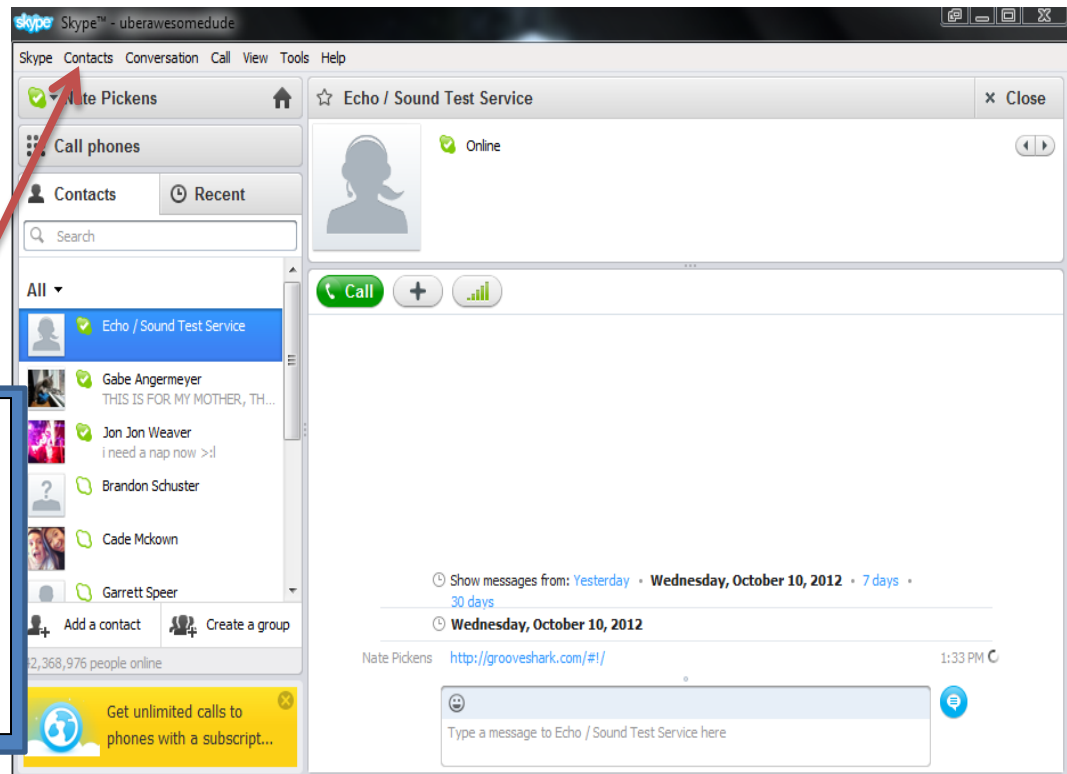 skype Skype™ - uberawesomedude
Skype Contacts Conversation Call View Tools Help
Nate Pickens
Call phones
Contacts Recent
Search
All
Echo / Sound Test Service
Gabe Angermeyer
THIS IS FOR MY MOTHER, TH...
Jon Jon Weaver
i need a nap now >:l
Brandon Schuster
Cade Mckown
Garrett Speer
Add a contact Create a group
2,368,976 people online
Get unlimited calls to
phones with a subscript...
Echo / Sound Test Service × Close
Online
Call
Show messages from: Yesterday • Wednesday, October 10, 2012 • 7 days •
30 days
Wednesday, October 10, 2012
Nate Pickens http://grooveshark.com/#!/ 1:33 PM
Type a message to Echo / Sound Test Service here